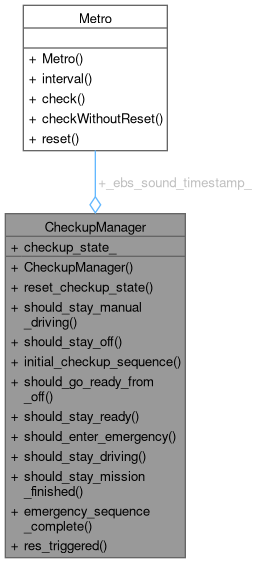 Metro
+ Metro()
+ interval()
+ check()
+ checkWithoutReset()
+ reset()
+_ebs_sound_timestamp_
CheckupManager
+ checkup_state_
+ CheckupManager()
+ reset_checkup_state()
+ should_stay_manual
_driving()
+ should_stay_off()
+ initial_checkup_sequence()
+ should_go_ready_from
_off()
+ should_stay_ready()
+ should_enter_emergency()
+ should_stay_driving()
+ should_stay_mission
_finished()
+ emergency_sequence
_complete()
+ res_triggered()